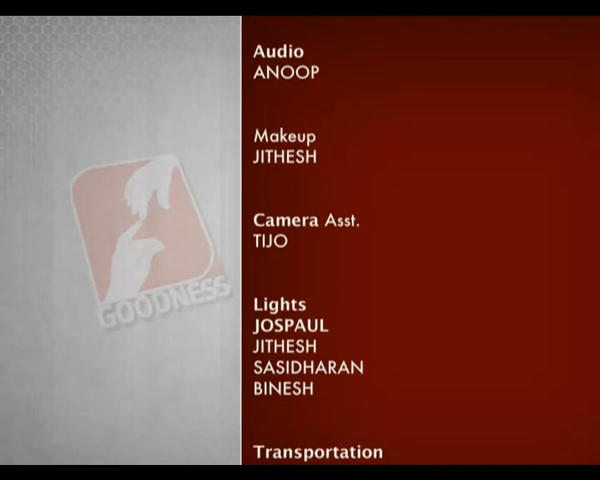 Audio
ANOOP
Makeup
JITHESH
Camera Asst.
TIJO
Lights
JOSPAUL
JITHESH
SASIDHARAN
BINESH
Transportation
GOODNESS